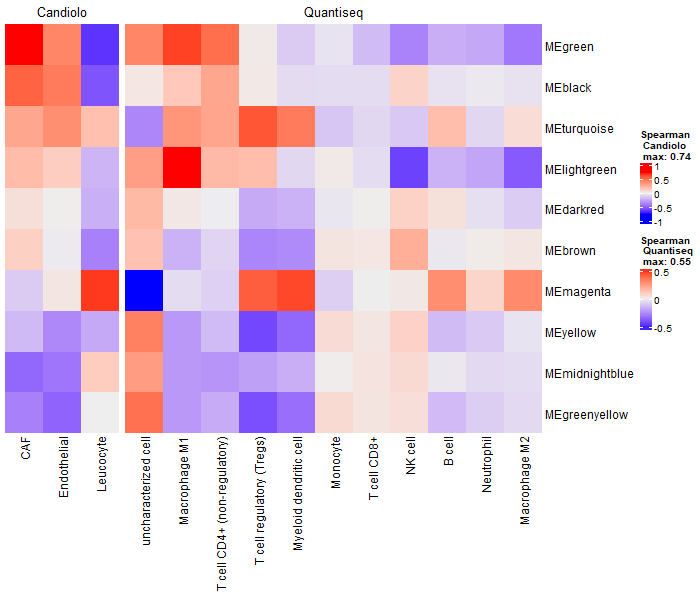 Candiolo
Quantiseq
MEgreen
MEblack
MEturquoise
MElightgreen
MEdarkred
MEbrown
MEmagenta
MEyellow
MEmidnightblue
MEgreenyellow
CAF
Endothelial
Leucocyte
uncharacterized cell
Macrophage M1
T cell CD4+ (non-regulatory)
T cell regulatory (Tregs)
Myeloid dendritic cell
Monocyte
T cell CD8+
NK cell
B cell
Neutrophil
Macrophage M2
Spearman
Candiolo
max: 0.74
1
0.5
0
-0.5
-1
Spearman
Quantiseq
max: 0.55
0.5
0
-0.5